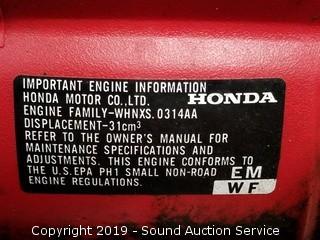 IMPORTANT ENGINE INFORMATION
HONDA MOTOR CO.,LTD. HONDA
ENGINE FAMILY-WHNXS.0314AA
DISPLACEMENT-31cm³
REFER TO THE OWNER'S MANUAL FOR
MAINTENANCE SPECIFICATIONS AND
ADJUSTMENTS. THIS ENGINE CONFORMS TO
THE U.S.EPA PH1 SMALL NON-ROAD EM
ENGINE REGULATIONS. WF
Copyright 2019 - Sound Auction Service